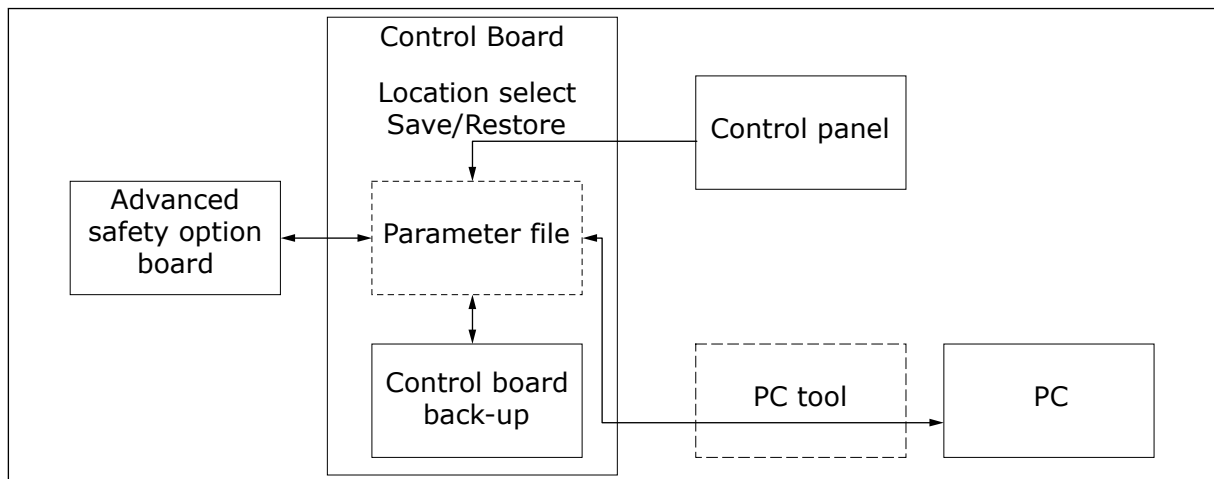 Control Board
Location select
Save/Restore
Control panel
Advanced
safety option
board
Parameter file
Control board
back-up
PC tool
PC